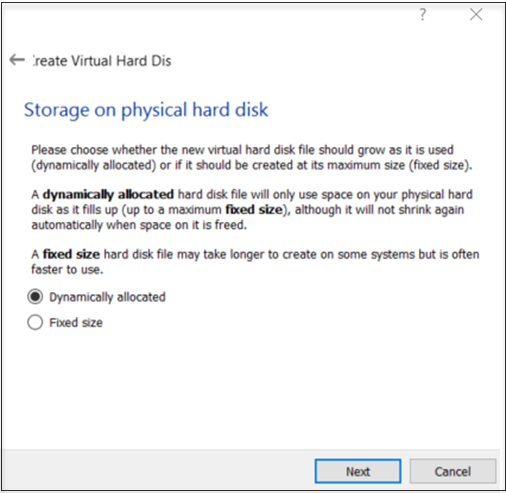 ?
:reate Virtual Hard Dis
Storage on physical hard disk
Please choose whether the new virtual hard disk file should grow as it is used
(dynamically allocated) or if it should be created at its maximum size (fixed size).
A dynamically allocated hard disk file will only use space on your physical hard
disk as it fills up (up to a maximum fixed size), although it will not shrink again
automatically when space on it is freed.
A fixed size hard disk file may take longer to create on some systems but is often
faster to use.
Dynamically allocated
Fixed size
Next
Cancel